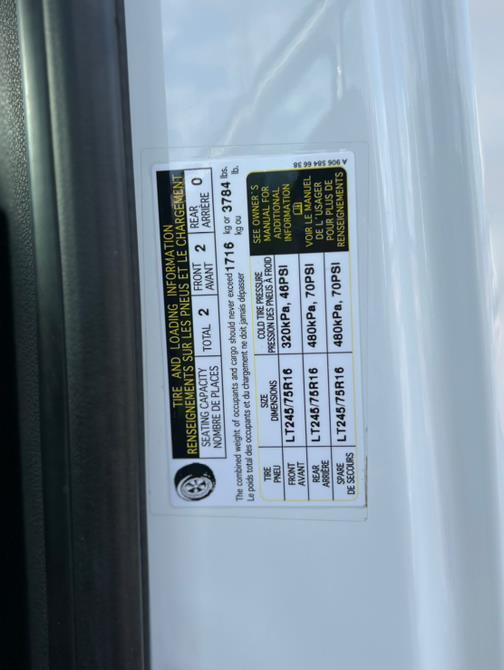 TIRE AND LOADING INFORMATION
RENSEIGNEMENTS SUR LES PNEUS ET LE CHARGEMENT
SEATING CAPACITY
NOMBRE DE PLACES
TOTAL 2
FRONT
AVANT
2
REAR
ARRIÈRE
0
The combined weight of occupants and cargo should never exceed 1716 kg or 3784 lbs.
Le poids total des occupants et du chargement ne doit jamais dépasser kg ou lb.
TIRE
PNEU
SIZE
DIMENSIONS
COLD TIRE PRESSURE
PRESSION DES PNEUS À FROID
FRONT
AVANT
LT245/75R16
320kPa, 46PSI
REAR
ARRIÈRE
LT245/75R16
480kPa, 70PSI
SPARE
DE SECOURS
LT245/75R16
480kPa, 70PSI
SEE OWNER'S
MANUAL FOR
ADDITIONAL
INFORMATION
VOIR LE MANUEL
DE L'USAGER
POUR PLUS DE
RENSEIGNEMENTS
A 906 584 66 38